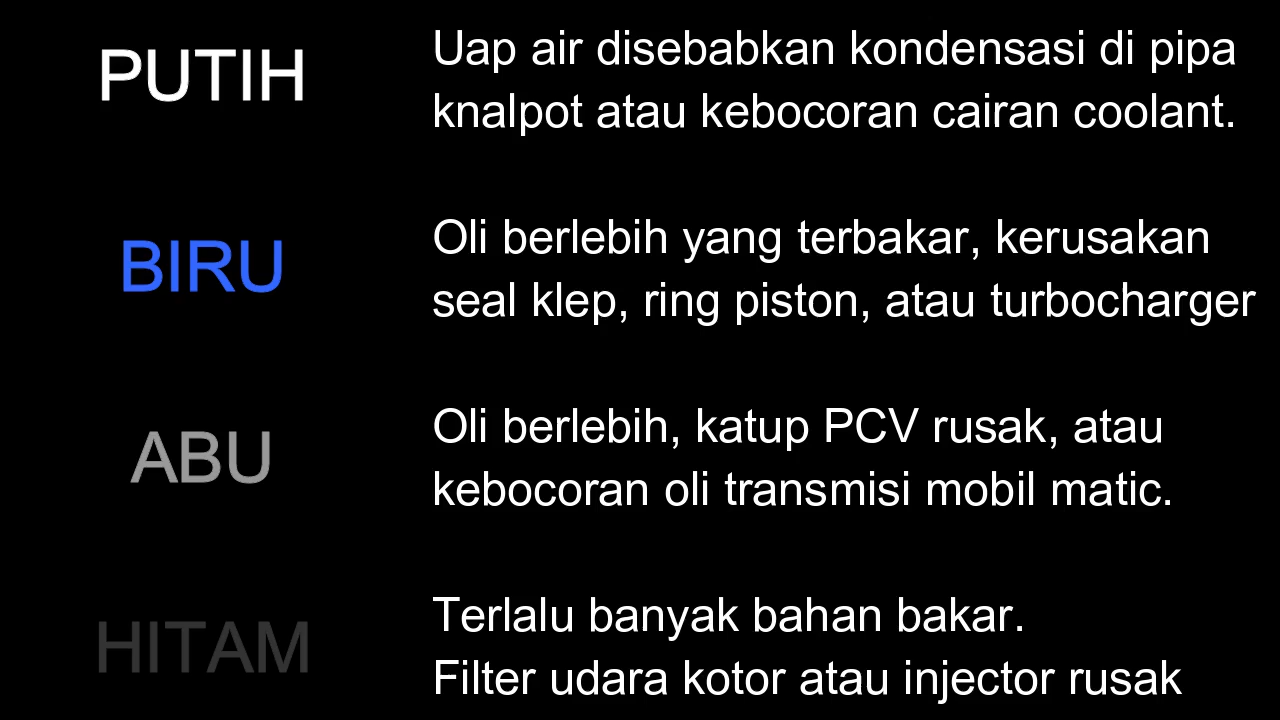 PUTIH
Uap air disebabkan kondensasi di pipa
knalpot atau kebocoran cairan coolant.
BIRU
Oli berlebih yang terbakar, kerusakan
seal klep, ring piston, atau turbocharger
ABU
Oli berlebih, katup PCV rusak, atau
kebocoran oli transmisi mobil matic.
HITAM
Terlalu banyak bahan bakar.
Filter udara kotor atau injector rusak